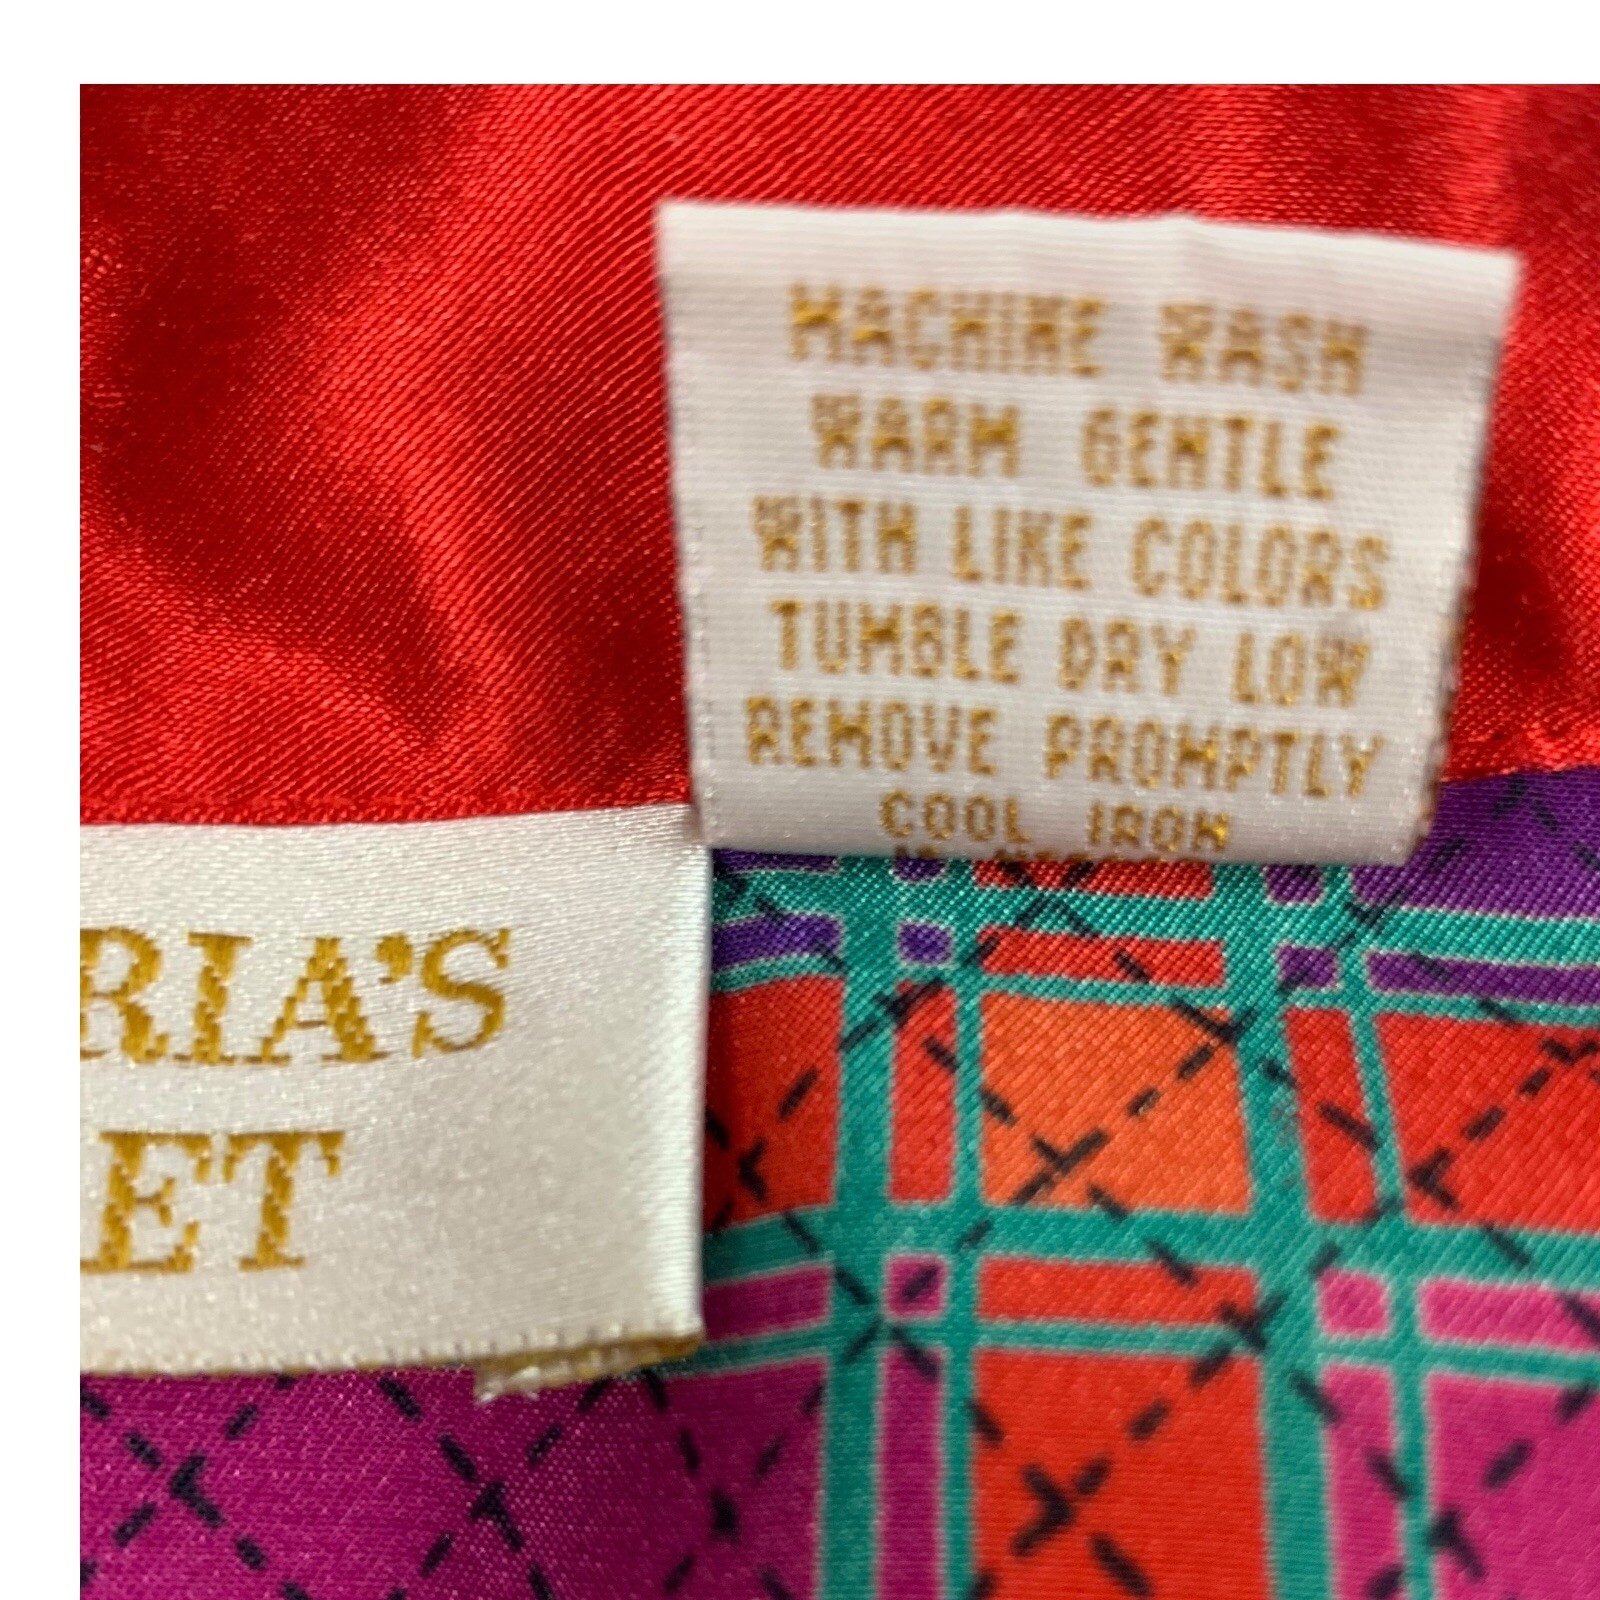 MACHINE WASH
WARM GENTLE
WITH LIKE COLORS
TUMBLE DRY LOW
REMOVE PROMPTLY
COOL IRON
RIA'S
ET